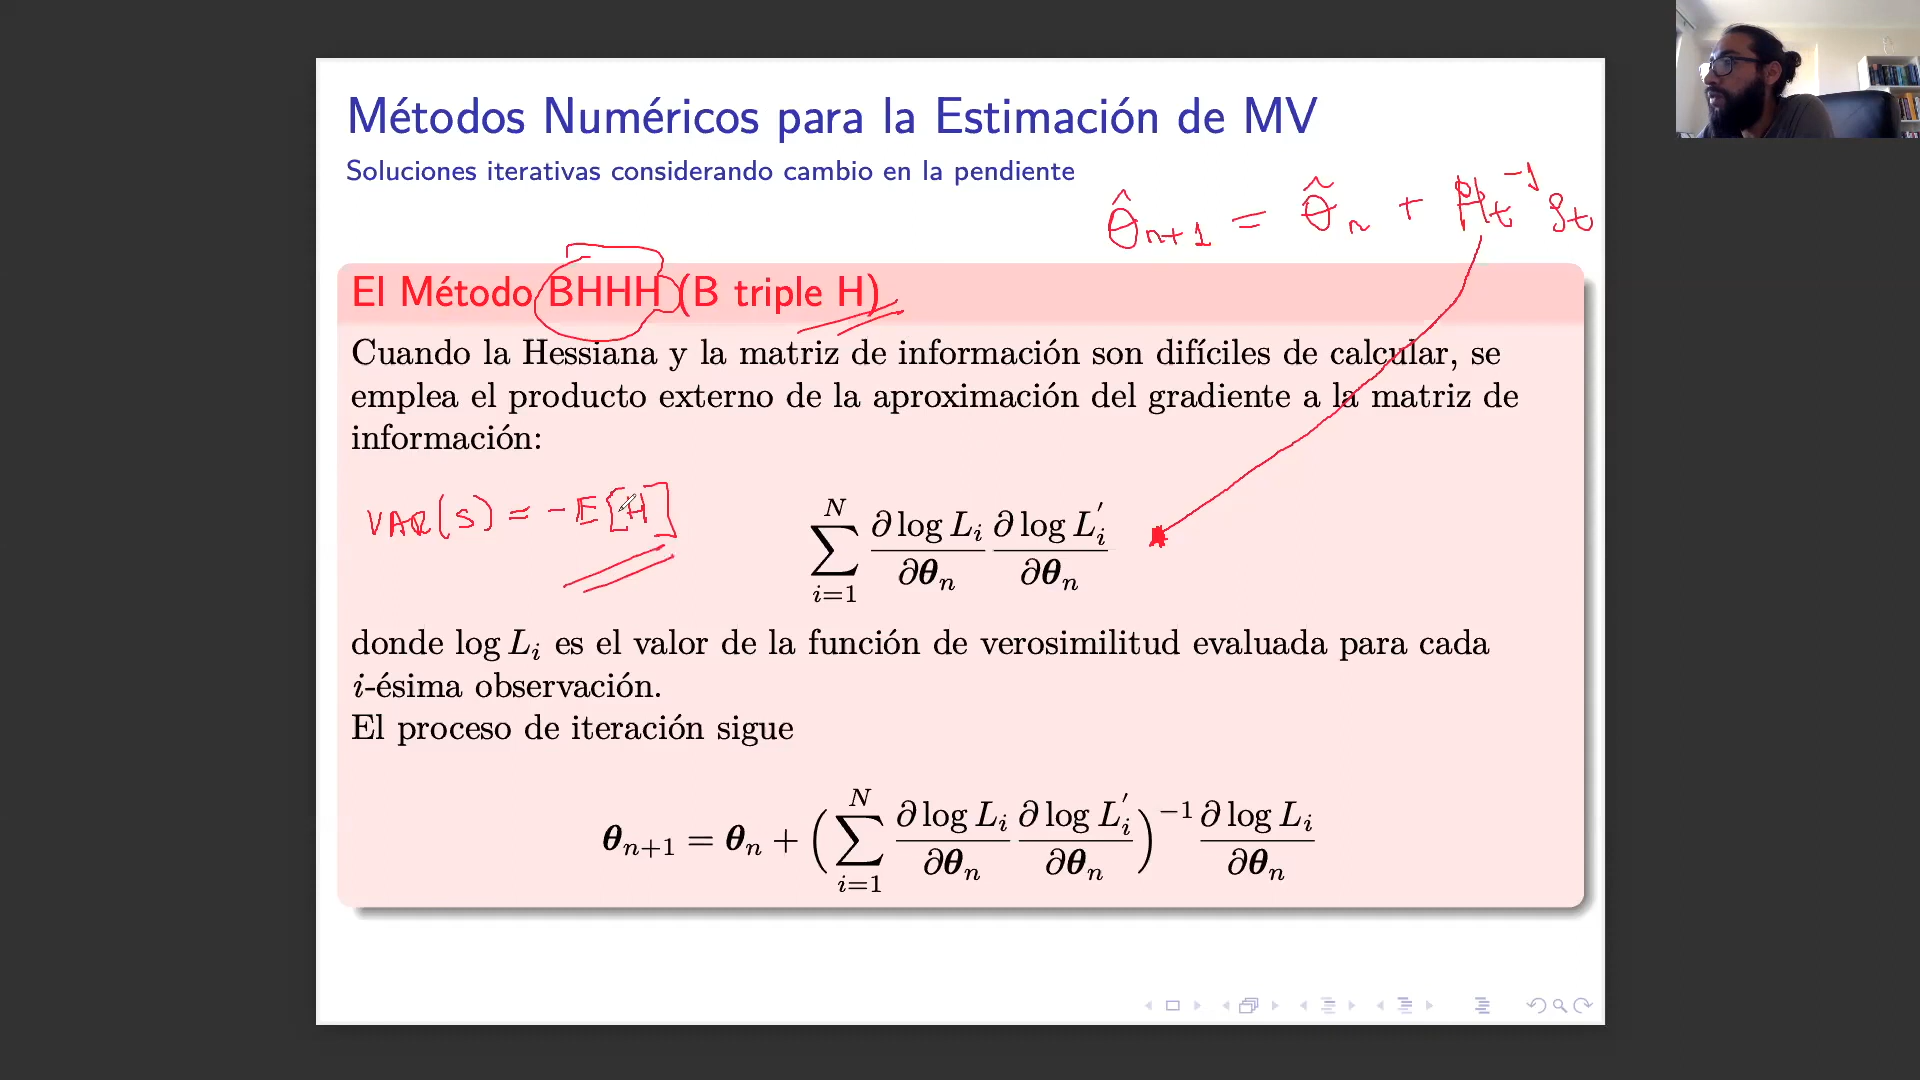 Métodos Numéricos para la Estimación de MV
Soluciones iterativas considerando cambio en la pendiente
θ̂ₙ₊₁ = θ̃ₙ + Hₜ⁻¹ gₜ
El Método BHHH (B triple H)
Cuando la Hessiana y la matriz de información son difíciles de calcular, se
emplea el producto externo de la aproximación del gradiente a la matriz de
información:
VAR(S) = -E[H]
∑_{i=1}^{N} ∂ log Lᵢ/∂θₙ ∂ log Lᵢ′/∂θₙ
donde log Lᵢ es el valor de la función de verosimilitud evaluada para cada
i-ésima observación.
El proceso de iteración sigue
θₙ₊₁ = θₙ + (∑_{i=1}^{N} ∂ log Lᵢ/∂θₙ ∂ log Lᵢ′/∂θₙ)⁻¹ ∂ log Lᵢ/∂θₙ